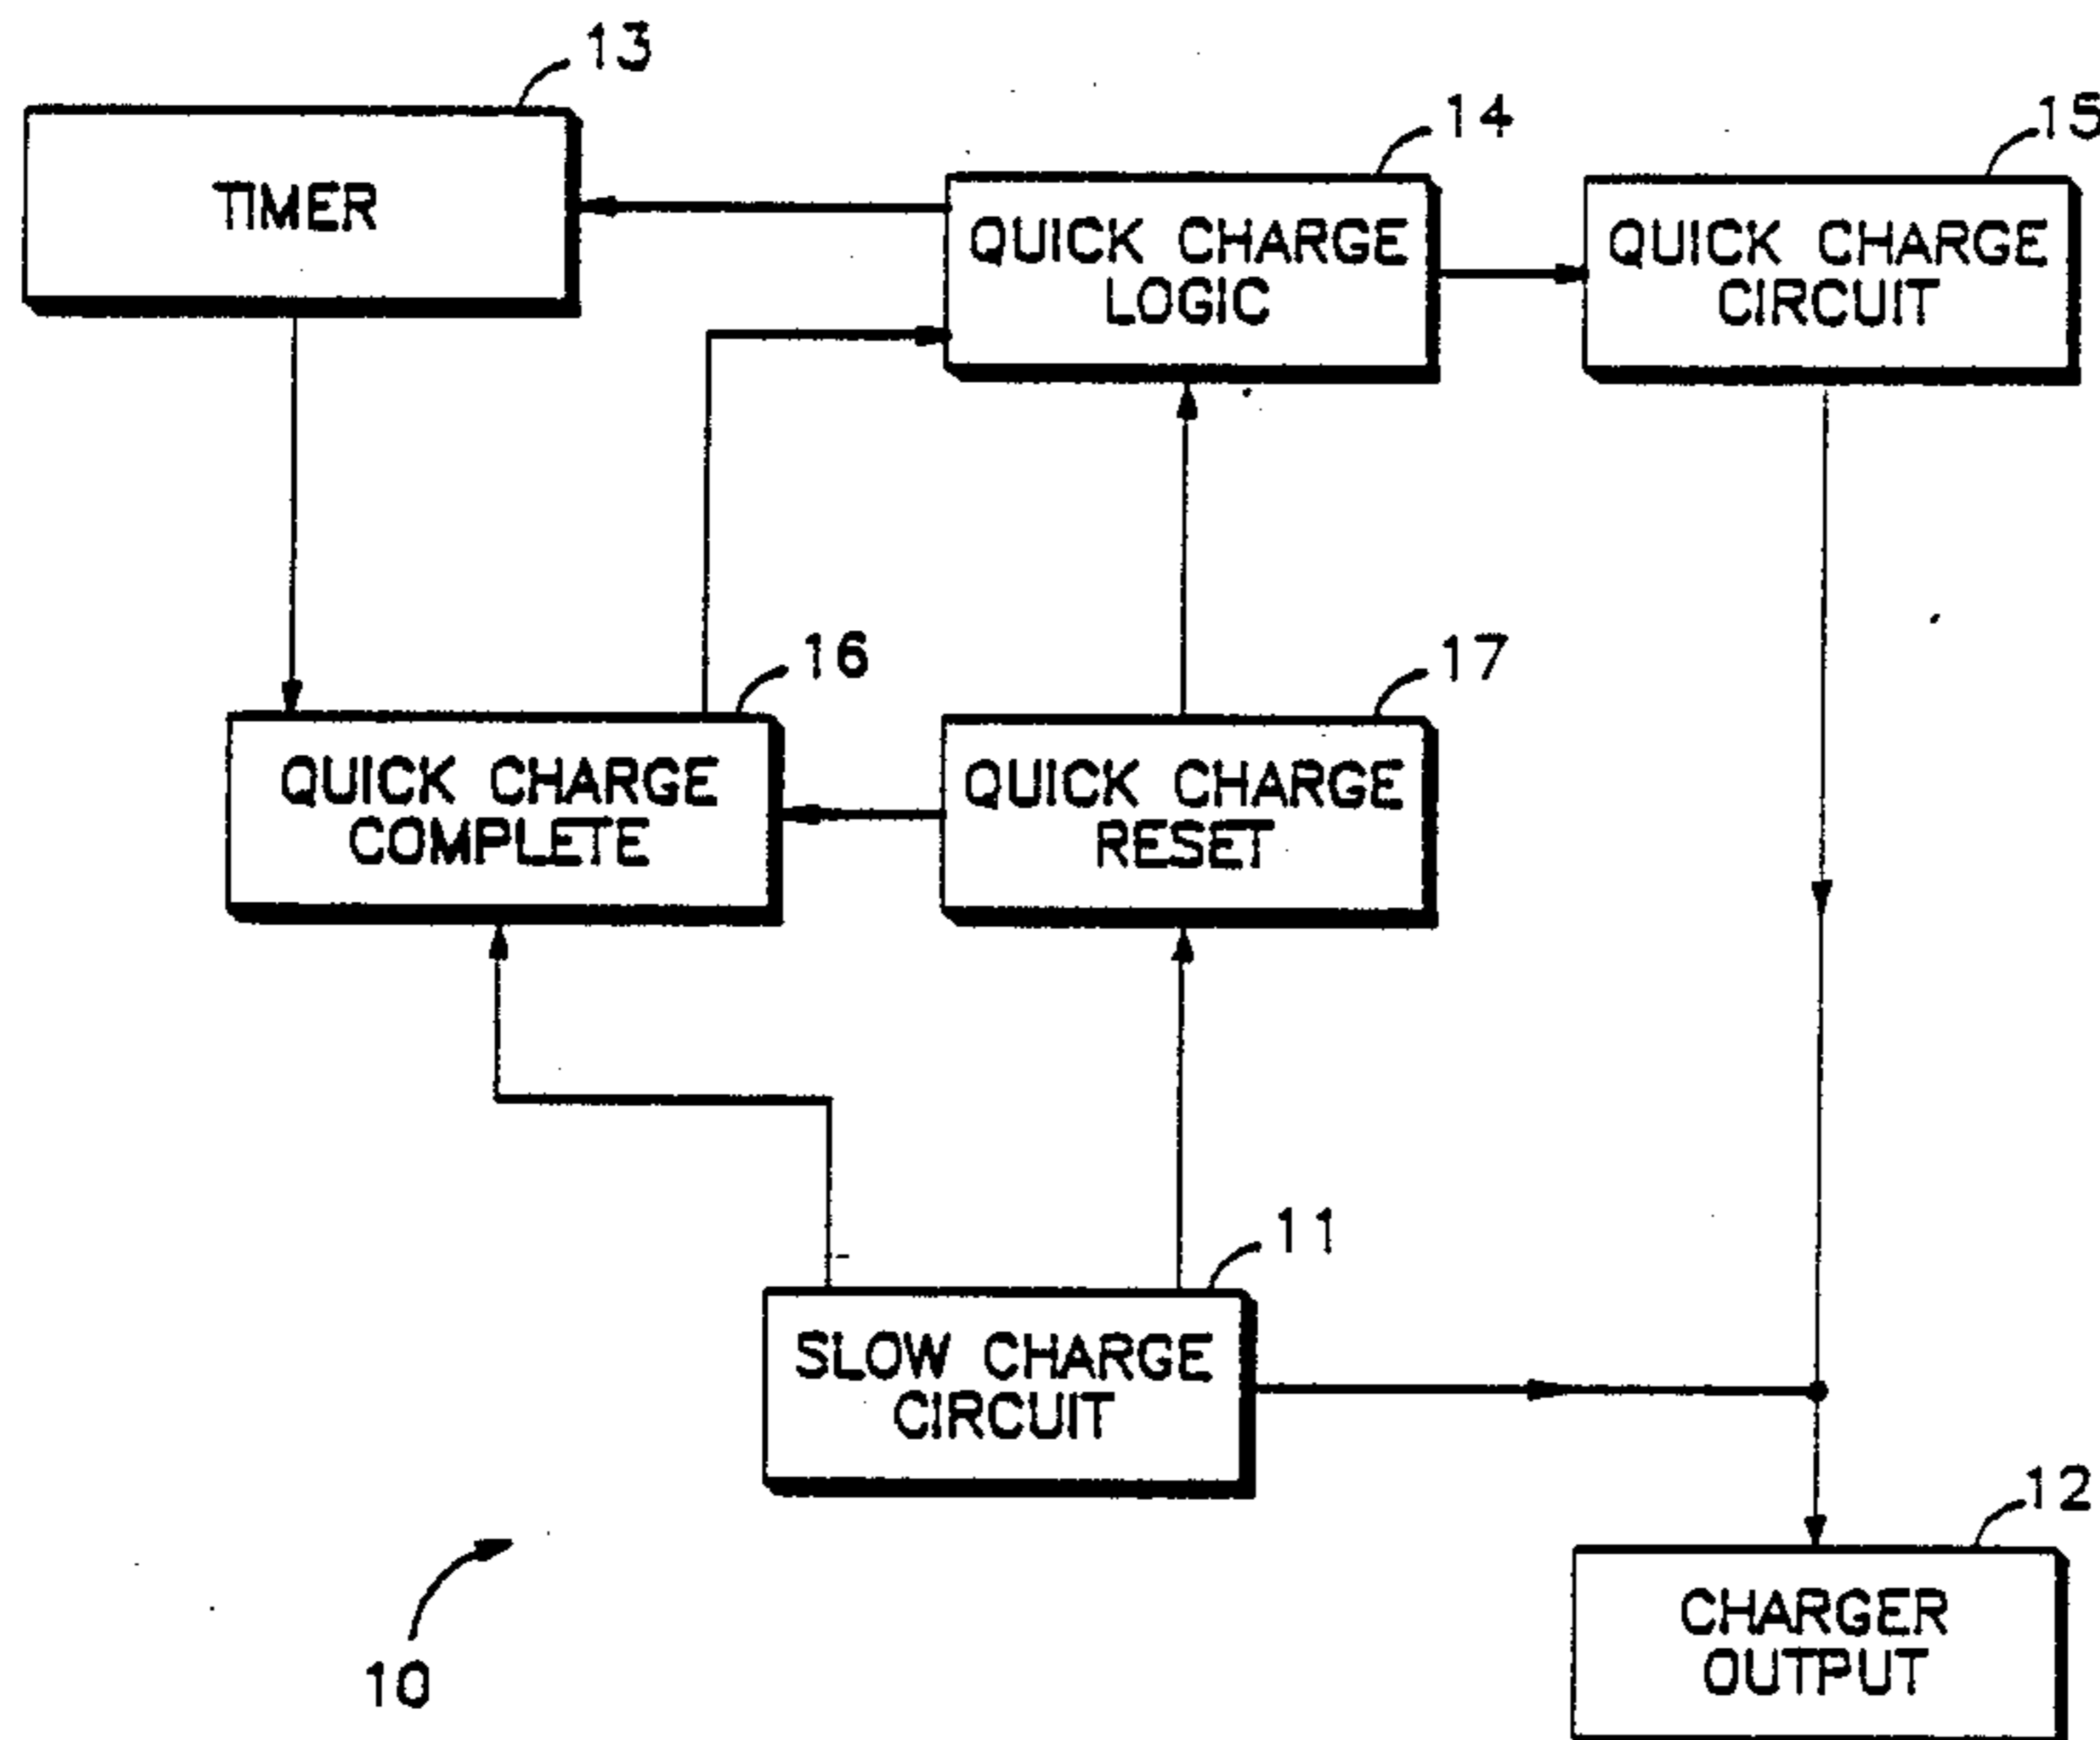 13
TIMER
14
QUICK CHARGE
LOGIC
15
QUICK CHARGE
CIRCUIT
16
QUICK CHARGE
COMPLETE
17
QUICK CHARGE
RESET
11
SLOW CHARGE
CIRCUIT
12
CHARGER
OUTPUT
10